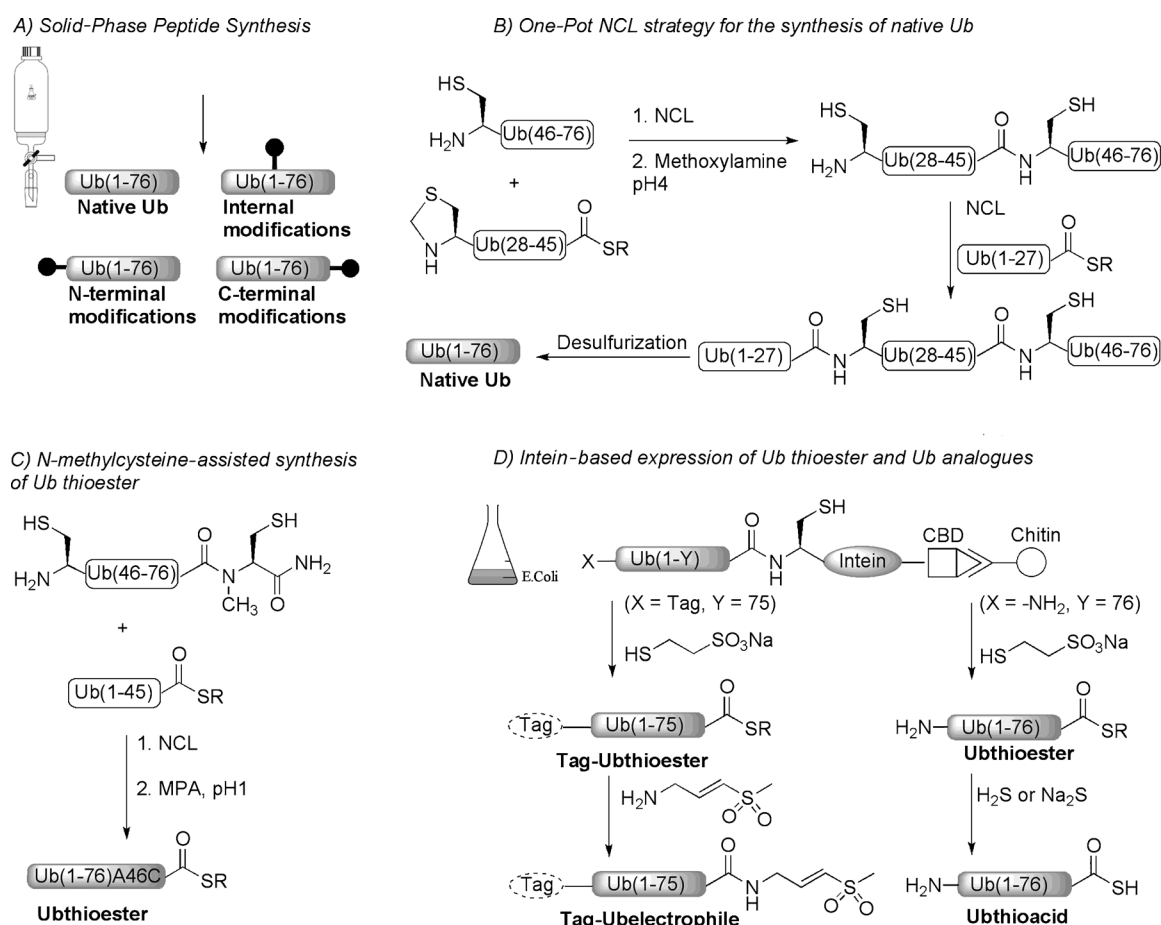 A) Solid-Phase Peptide Synthesis
Ub(1-76)
Native Ub
Ub(1-76)
Internal
modifications
Ub(1-76)
N-terminal
modifications
Ub(1-76)
C-terminal
modifications
B) One-Pot NCL strategy for the synthesis of native Ub
HS
H2N
Ub(46-76)
+
S
N
H
Ub(28-45)
O
SR
1. NCL
2. Methoxylamine
pH4
HS
H2N
Ub(28-45)
O
N
H
SH
Ub(46-76)
NCL
Ub(1-27)
O
SR
Ub(1-27)
O
N
H
SH
Ub(28-45)
O
N
H
SH
Ub(46-76)
Desulfurization
Ub(1-76)
Native Ub
C) N-methylcysteine-assisted synthesis
of Ub thioester
HS
H2N
Ub(46-76)
O
N
CH3
SH
NH2
O
+
Ub(1-45)
O
SR
1. NCL
2. MPA, pH1
Ub(1-76)A46C
O
SR
Ubthioester
D) Intein-based expression of Ub thioester and Ub analogues
E.Coli
X
Ub(1-Y)
O
N
H
SH
Intein
CBD
Chitin
(X = Tag, Y = 75)
HS
SO3Na
Tag
Ub(1-75)
O
SR
Tag-Ubthioester
H2N
S
O
O
Tag
Ub(1-75)
O
N
H
S
O
O
Tag-Ubelectrophile
(X = -NH2, Y = 76)
HS
SO3Na
H2N
Ub(1-76)
O
SR
Ubthioester
H2S or Na2S
H2N
Ub(1-76)
O
SH
Ubthioacid